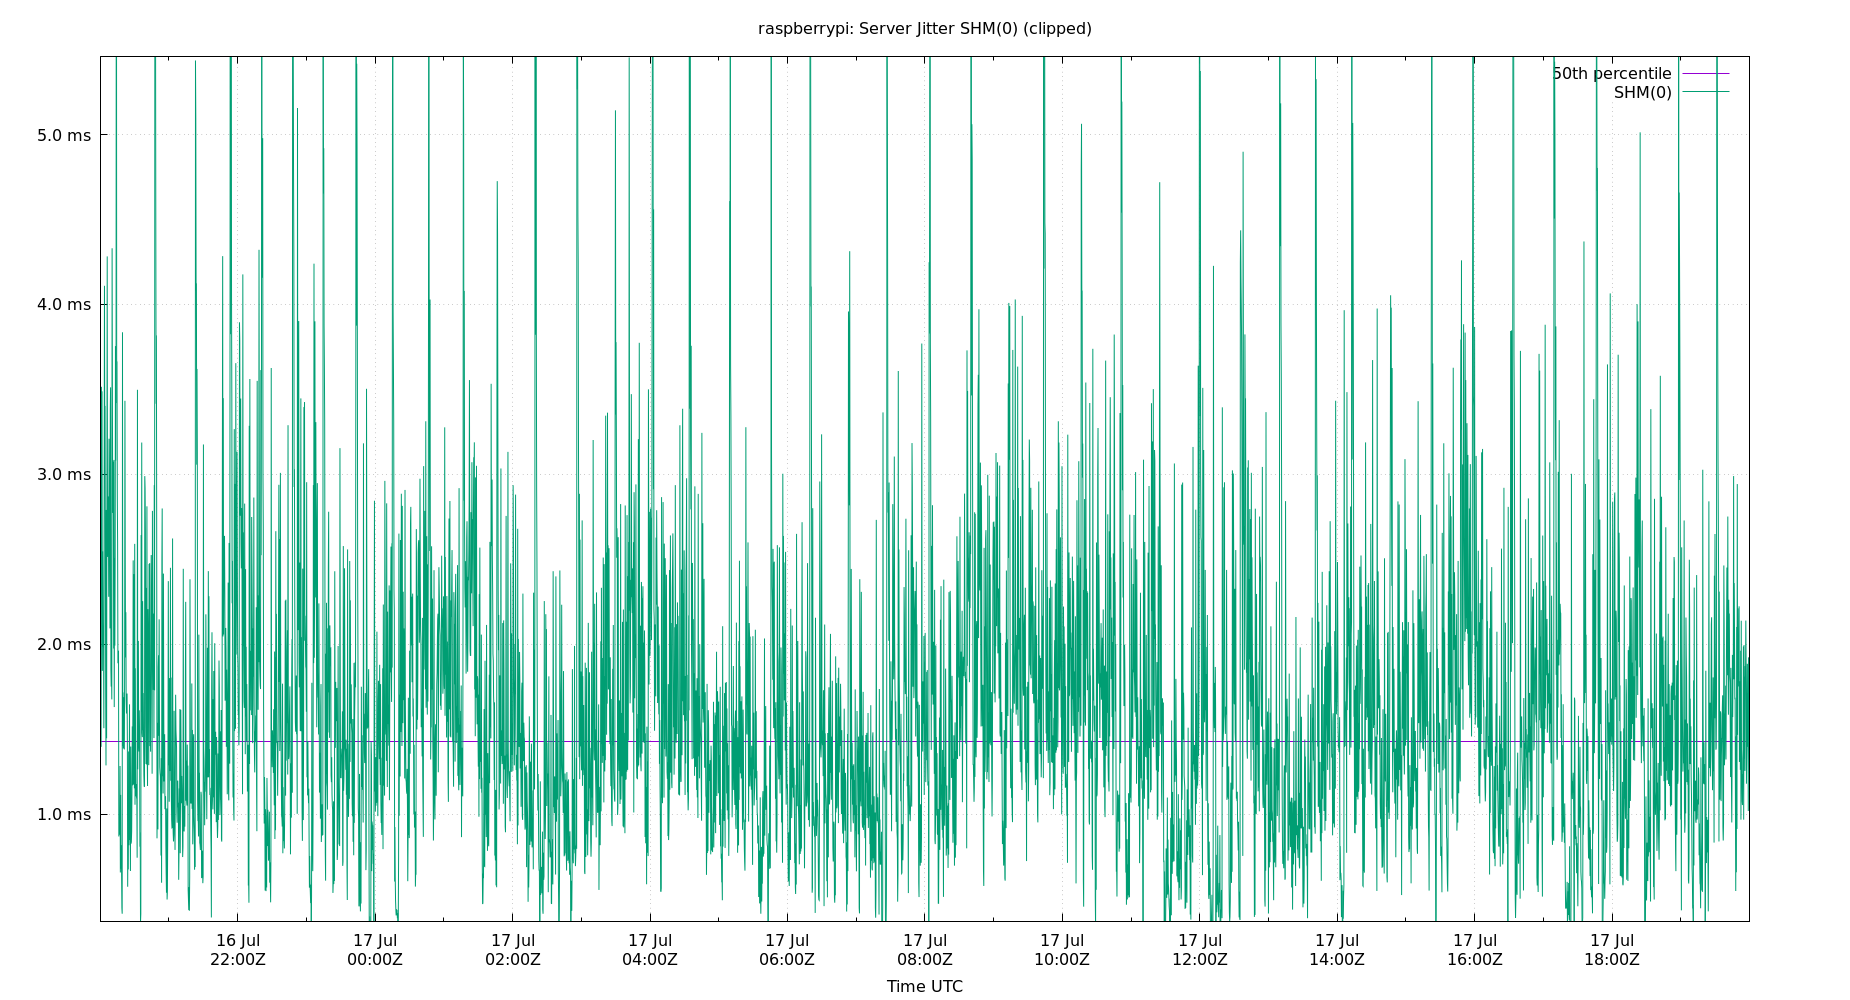 raspberrypi: Server Jitter SHM(0) (clipped)
50th percentile
SHM(0)
5.0 ms
4.0 ms
3.0 ms
2.0 ms
1.0 ms
16 Jul 17 Jul 17 Jul 17 Jul 17 Jul 17 Jul 17 Jul 17 Jul 17 Jul 17 Jul 17 Jul
22:00Z 00:00Z 02:00Z 04:00Z 06:00Z 08:00Z 10:00Z 12:00Z 14:00Z 16:00Z 18:00Z
Time UTC